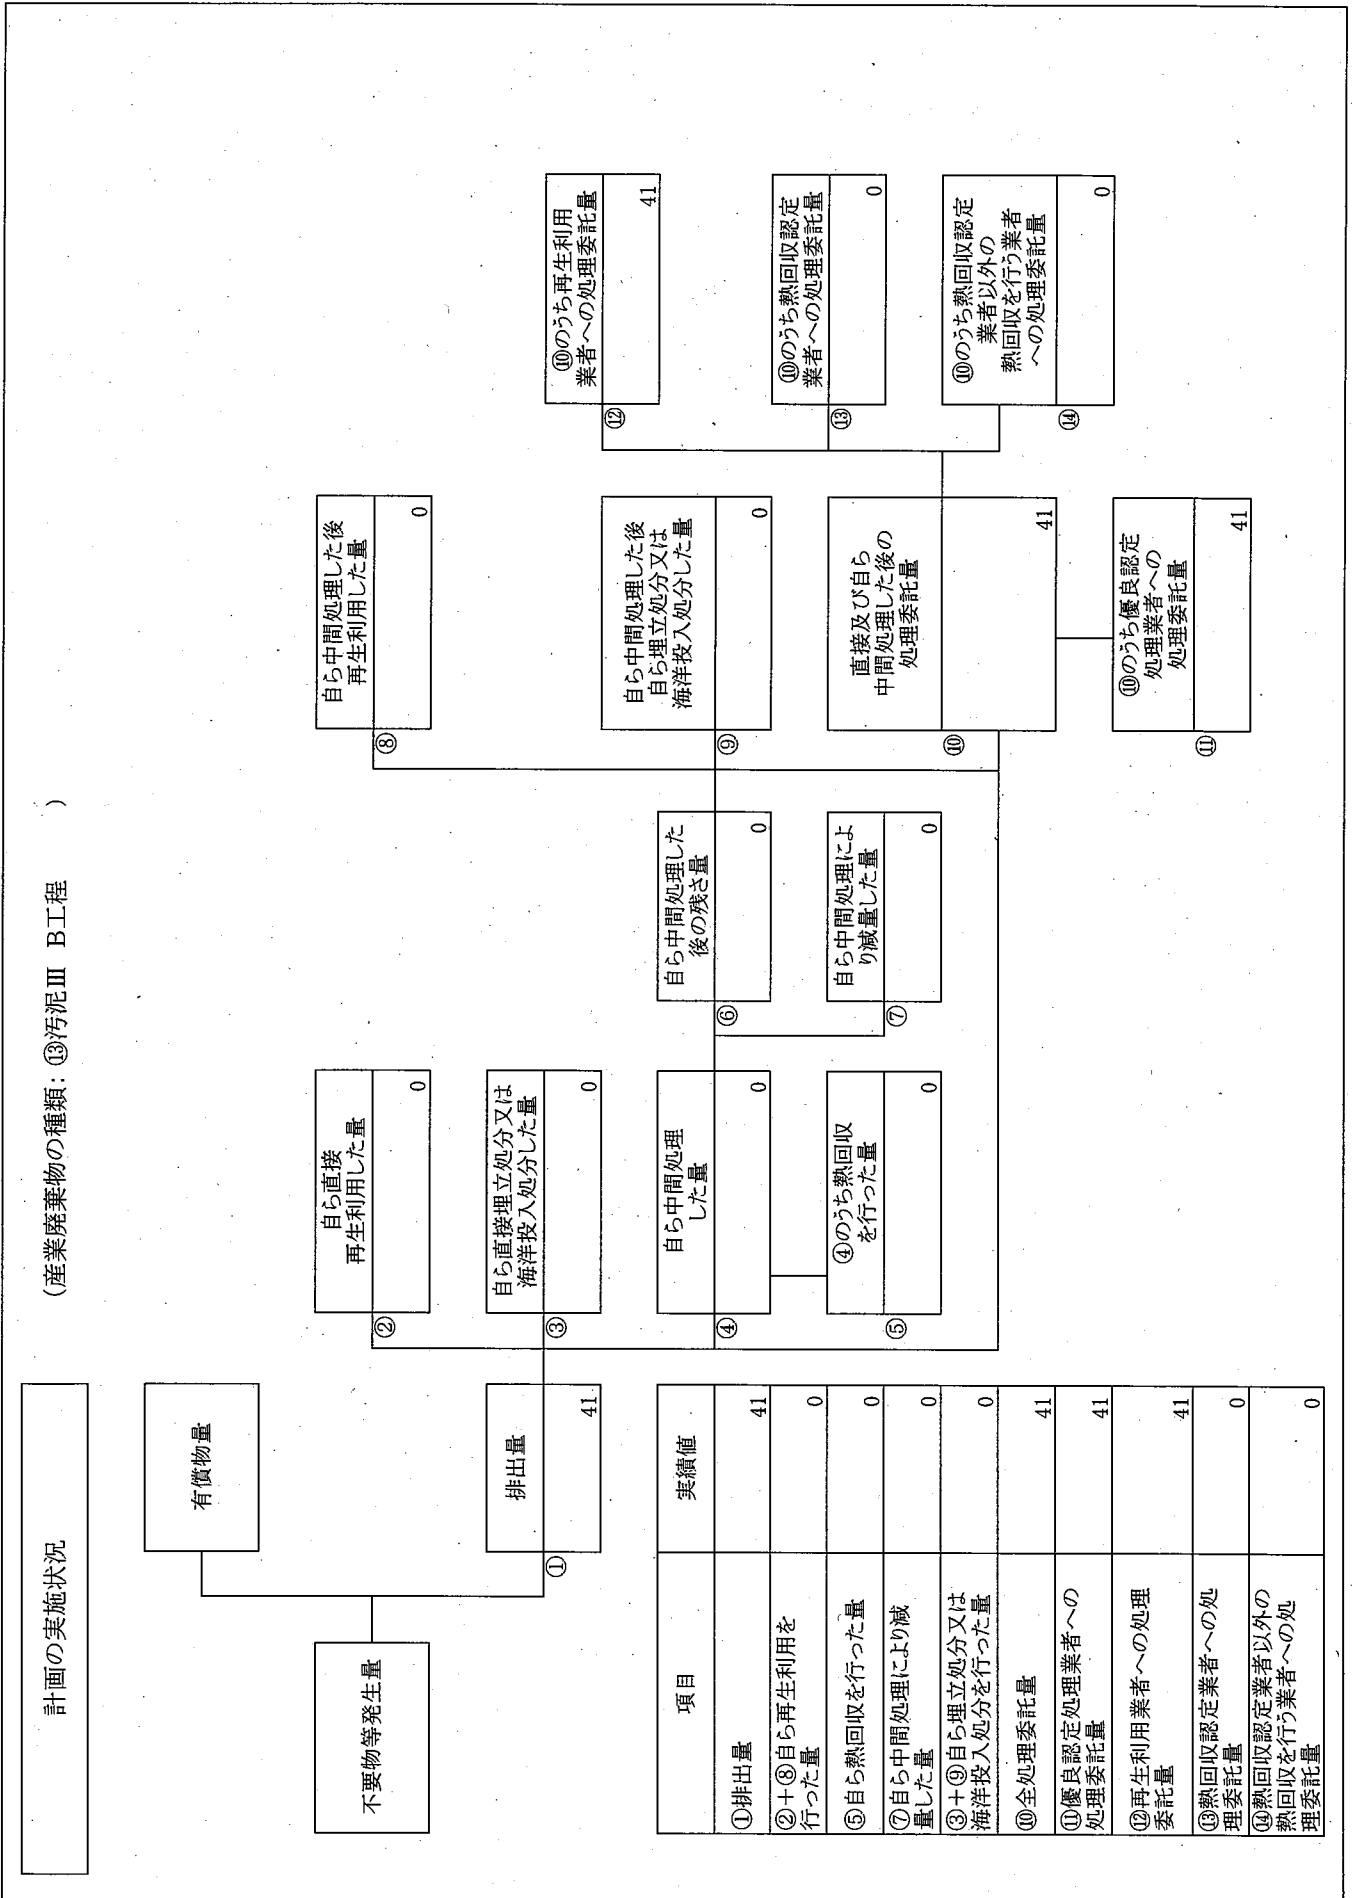 計画の実施状況
(産業廃棄物の種類: ⑬汚泥Ⅲ B工程 )
不要物等発生量
有償物量
①
排出量
41
②
自ら直接
再生利用した量
0
③
自ら直接埋立処分又は
海洋投入処分した量
0
④
自ら中間処理
した量
0
⑤
④のうち熱回収
を行った量
0
⑥
自ら中間処理した
後の残さ量
0
⑦
自ら中間処理によ
り減量した量
0
⑧
自ら中間処理した後
再生利用した量
0
⑨
自ら中間処理した後
自ら埋立処分又は
海洋投入処分した量
0
⑩
直接及び自ら
中間処理した後の
処理委託量
41
⑪
⑩のうち優良認定
処理業者への
処理委託量
41
⑫
⑩のうち再生利用
業者への処理委託量
41
⑬
⑩のうち熱回収認定
業者への処理委託量
0
⑭
⑩のうち熱回収認定
業者以外の
熱回収を行う業者
への処理委託量
0
項目 実績値
①排出量 41
②+⑧自ら再生利用を
行った量 0
⑤自ら熱回収を行った量 0
⑦自ら中間処理により減
量した量 0
③+⑨自ら埋立処分又は
海洋投入処分を行った量 0
⑩全処理委託量 41
⑪優良認定処理業者への
処理委託量 41
⑫再生利用業者への処理
委託量 41
⑬熱回収認定業者への処
理委託量 0
⑭熱回収認定業者以外の
熱回収を行う業者への処
理委託量 0